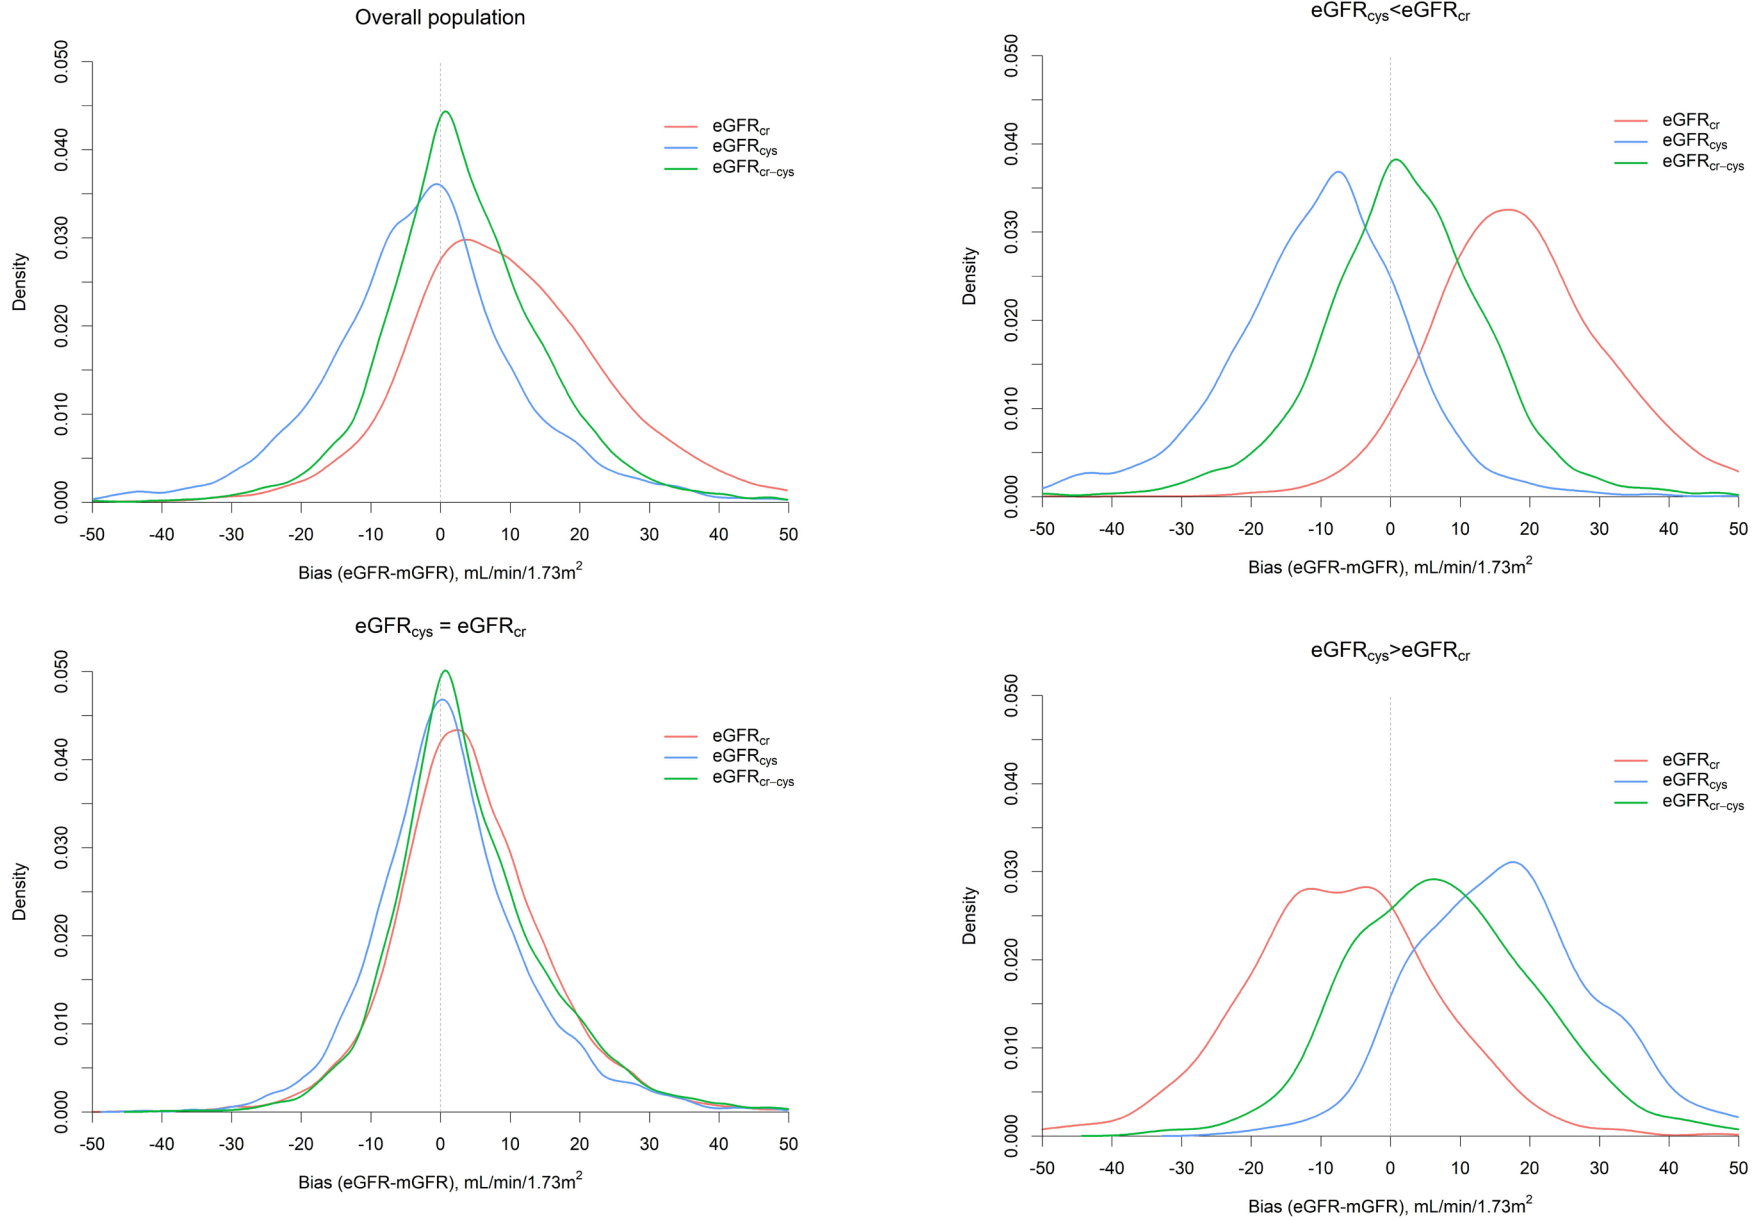 Overall population
0.050
0.040
0.030
0.020
0.010
0.000
Density
eGFRcr
eGFRcys
eGFRcr−cys
-50 -40 -30 -20 -10 0 10 20 30 40 50
Bias (eGFR-mGFR), mL/min/1.73m²
eGFRcys<eGFRcr
0.050
0.040
0.030
0.020
0.010
0.000
Density
eGFRcr
eGFRcys
eGFRcr−cys
-50 -40 -30 -20 -10 0 10 20 30 40 50
Bias (eGFR-mGFR), mL/min/1.73m²
eGFRcys = eGFRcr
0.050
0.040
0.030
0.020
0.010
0.000
Density
eGFRcr
eGFRcys
eGFRcr−cys
-50 -40 -30 -20 -10 0 10 20 30 40 50
Bias (eGFR-mGFR), mL/min/1.73m²
eGFRcys>eGFRcr
0.050
0.040
0.030
0.020
0.010
0.000
Density
eGFRcr
eGFRcys
eGFRcr−cys
-50 -40 -30 -20 -10 0 10 20 30 40 50
Bias (eGFR-mGFR), mL/min/1.73m²